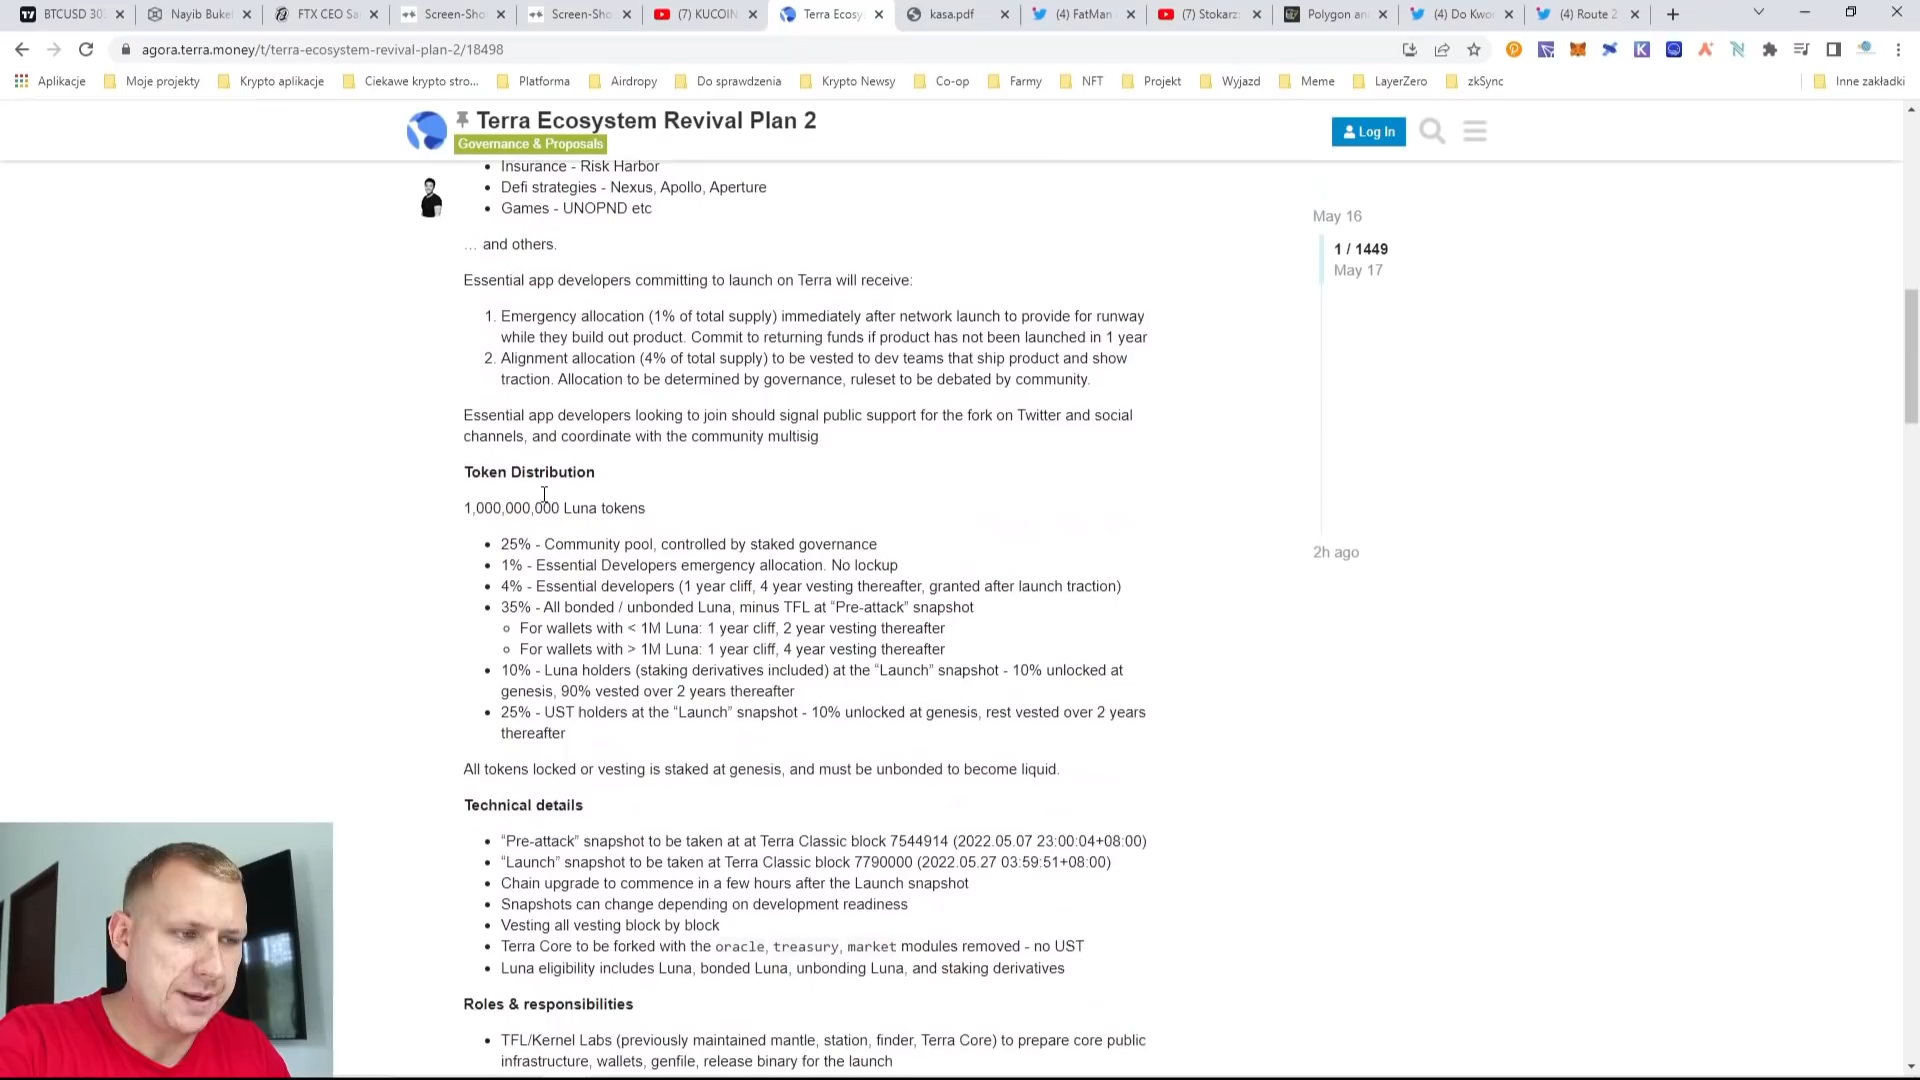 BTCUSD 30
Nayib Buke
FTX CEO Sa
Screen-Sho
Screen-Sho
(7) KUCOIN
Terra Ecosy
kasa.pdf
(4) FatMan
(7) Stokarz
Polygon an
(4) Do Kwo
(4) Route 2
agora.terra.money/t/terra-ecosystem-revival-plan-2/18498
Aplikacje
Moje projekty
Krypto aplikacje
Ciekawe krypto stro...
Platforma
Airdropy
Do sprawdzenia
Krypto Newsy
Co-op
Farmy
NFT
Projekt
Wyjazd
Meme
LayerZero
zkSync
Inne zakładki
Terra Ecosystem Revival Plan 2
Governance & Proposals
Log In
Insurance - Risk Harbor
Defi strategies - Nexus, Apollo, Aperture
Games - UNOPND etc
… and others.
Essential app developers committing to launch on Terra will receive:
1. Emergency allocation (1% of total supply) immediately after network launch to provide for runway
while they build out product. Commit to returning funds if product has not been launched in 1 year
2. Alignment allocation (4% of total supply) to be vested to dev teams that ship product and show
traction. Allocation to be determined by governance, ruleset to be debated by community.
Essential app developers looking to join should signal public support for the fork on Twitter and social
channels, and coordinate with the community multisig
Token Distribution
1,000,000,000 Luna tokens
25% - Community pool, controlled by staked governance
1% - Essential Developers emergency allocation. No lockup
4% - Essential developers (1 year cliff, 4 year vesting thereafter, granted after launch traction)
35% - All bonded / unbonded Luna, minus TFL at “Pre-attack” snapshot
For wallets with < 1M Luna: 1 year cliff, 2 year vesting thereafter
For wallets with > 1M Luna: 1 year cliff, 4 year vesting thereafter
10% - Luna holders (staking derivatives included) at the “Launch” snapshot - 10% unlocked at
genesis, 90% vested over 2 years thereafter
25% - UST holders at the “Launch” snapshot - 10% unlocked at genesis, rest vested over 2 years
thereafter
All tokens locked or vesting is staked at genesis, and must be unbonded to become liquid.
Technical details
“Pre-attack” snapshot to be taken at at Terra Classic block 7544914 (2022.05.07 23:00:04+08:00)
“Launch” snapshot to be taken at Terra Classic block 7790000 (2022.05.27 03:59:51+08:00)
Chain upgrade to commence in a few hours after the Launch snapshot
Snapshots can change depending on development readiness
Vesting all vesting block by block
Terra Core to be forked with the oracle, treasury, market modules removed - no UST
Luna eligibility includes Luna, bonded Luna, unbonding Luna, and staking derivatives
Roles & responsibilities
TFL/Kernel Labs (previously maintained mantle, station, finder, Terra Core) to prepare core public
infrastructure, wallets, genfile, release binary for the launch
May 16
1 / 1449
May 17
2h ago